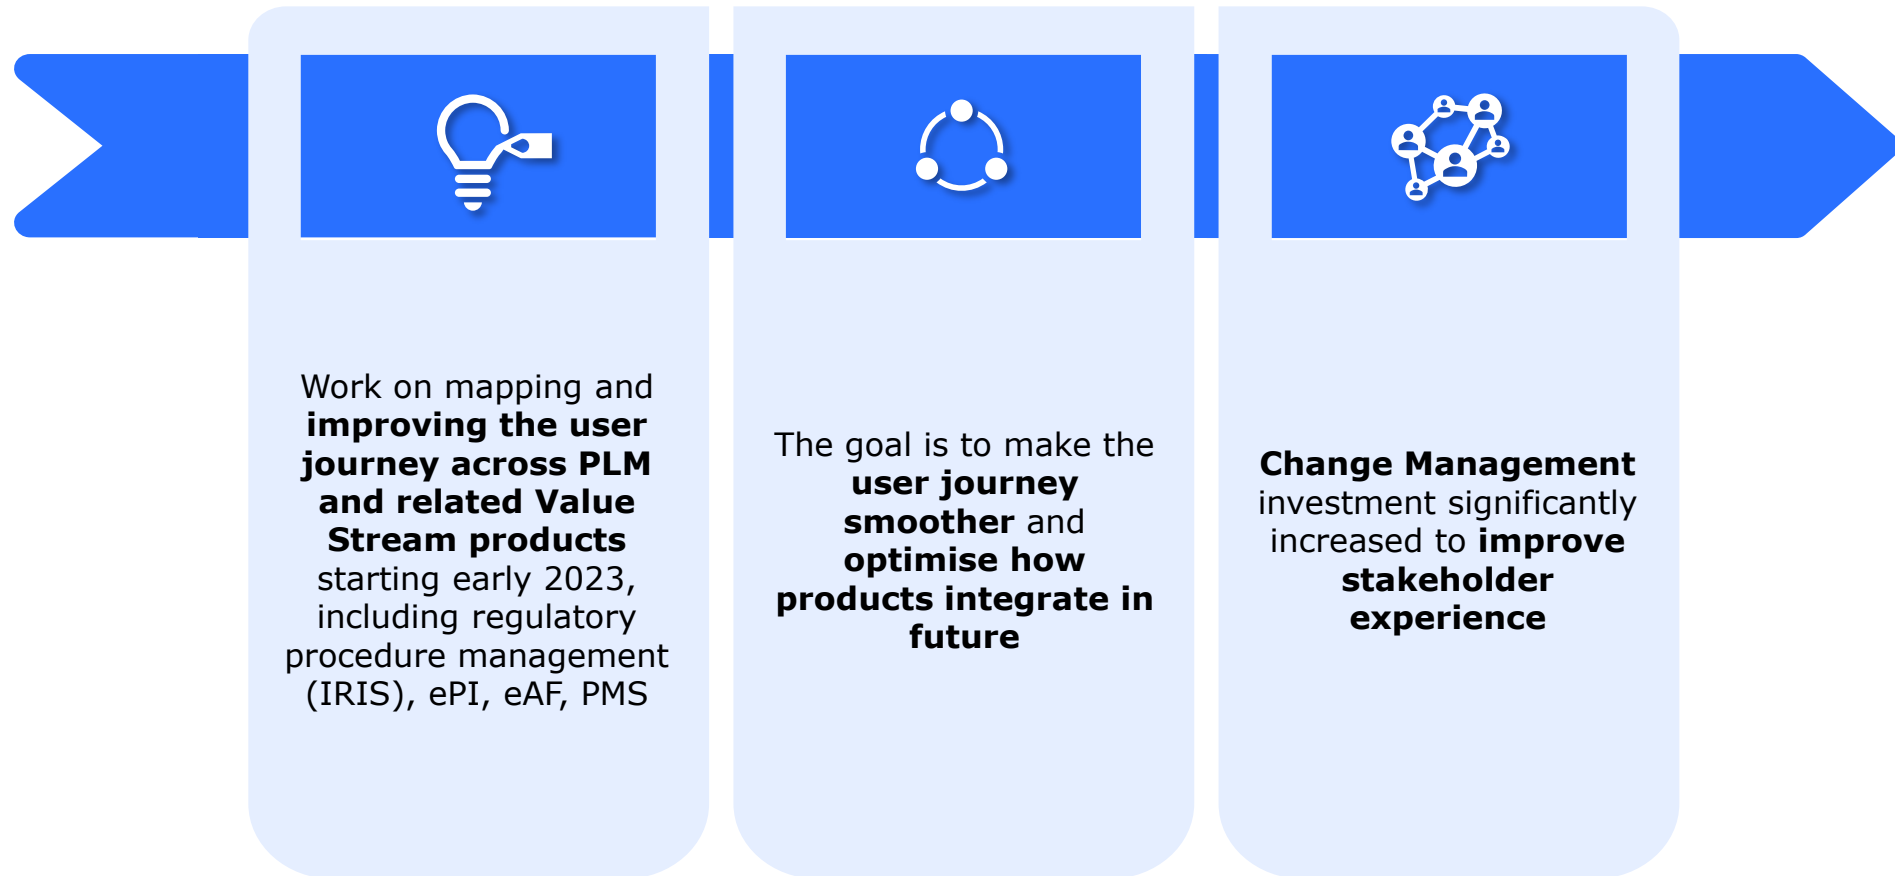 Work on mapping and
improving the user
journey across PLM
and related Value
Stream products
starting early 2023,
including regulatory
procedure management
(IRIS), ePI, eAF, PMS
The goal is to make the
user journey
smoother and
optimise how
products integrate in
future
Change Management
investment significantly
increased to improve
stakeholder
experience